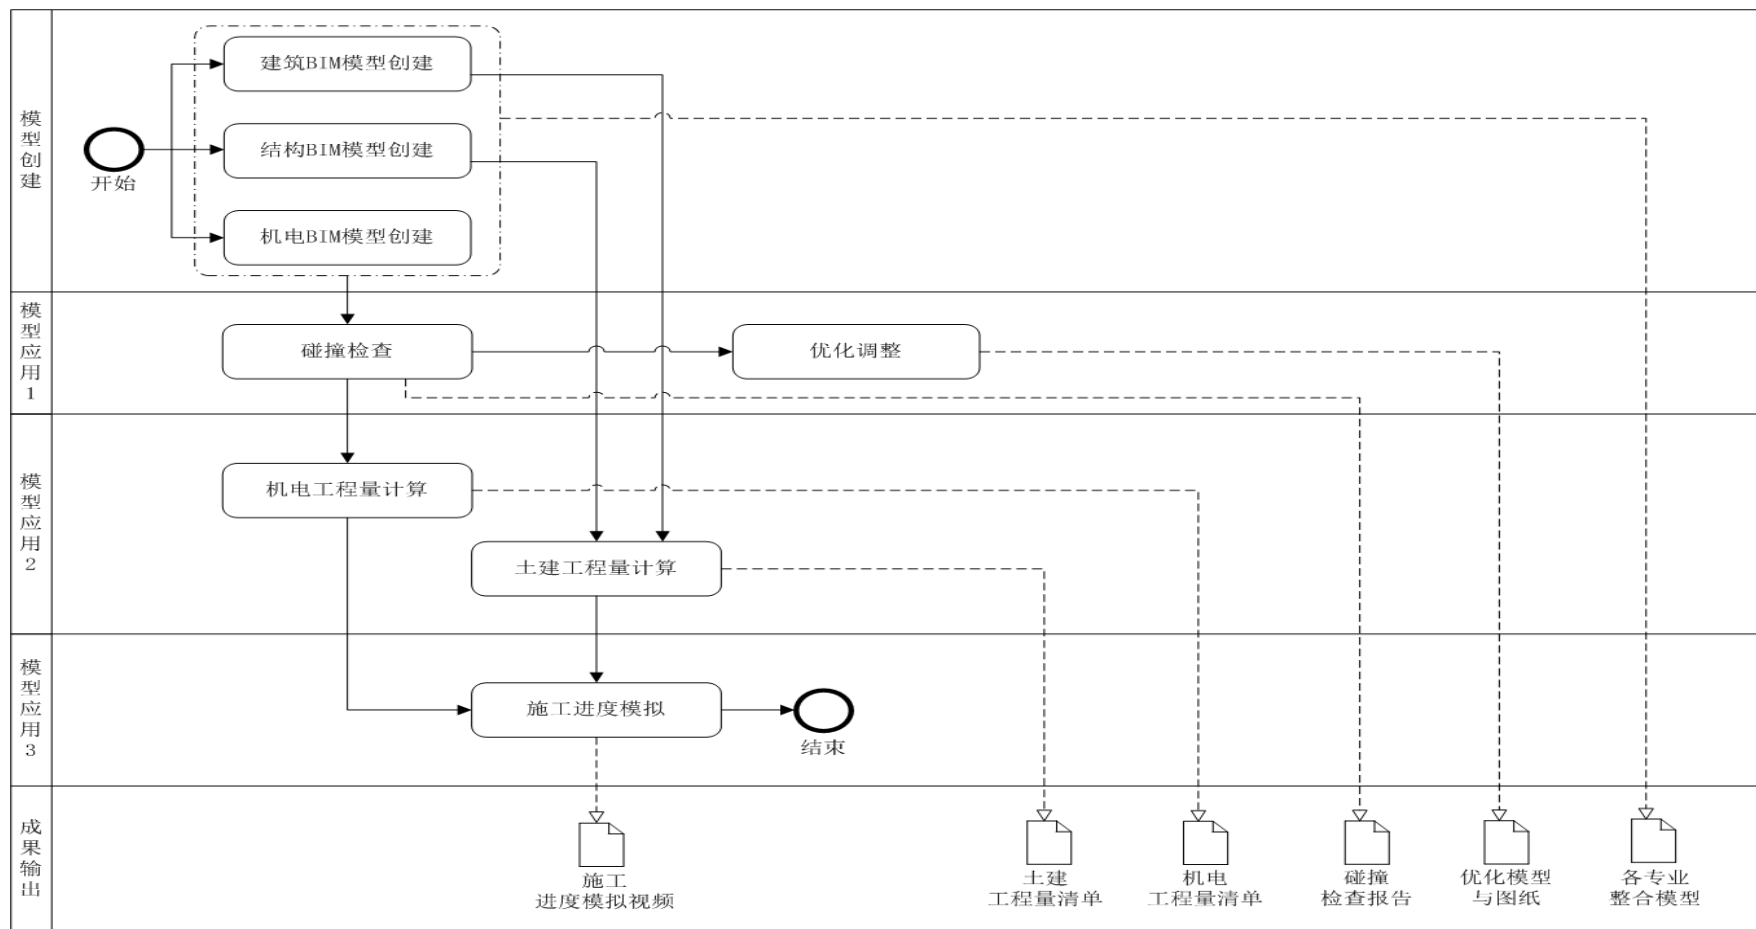 模型创建
开始
建筑BIM模型创建
结构BIM模型创建
机电BIM模型创建
模型应用1
碰撞检查
优化调整
模型应用2
机电工程量计算
土建工程量计算
模型应用3
施工进度模拟
结束
成果输出
施工
进度模拟视频
土建
工程量清单
机电
工程量清单
碰撞
检查报告
优化模型
与图纸
各专业
整合模型